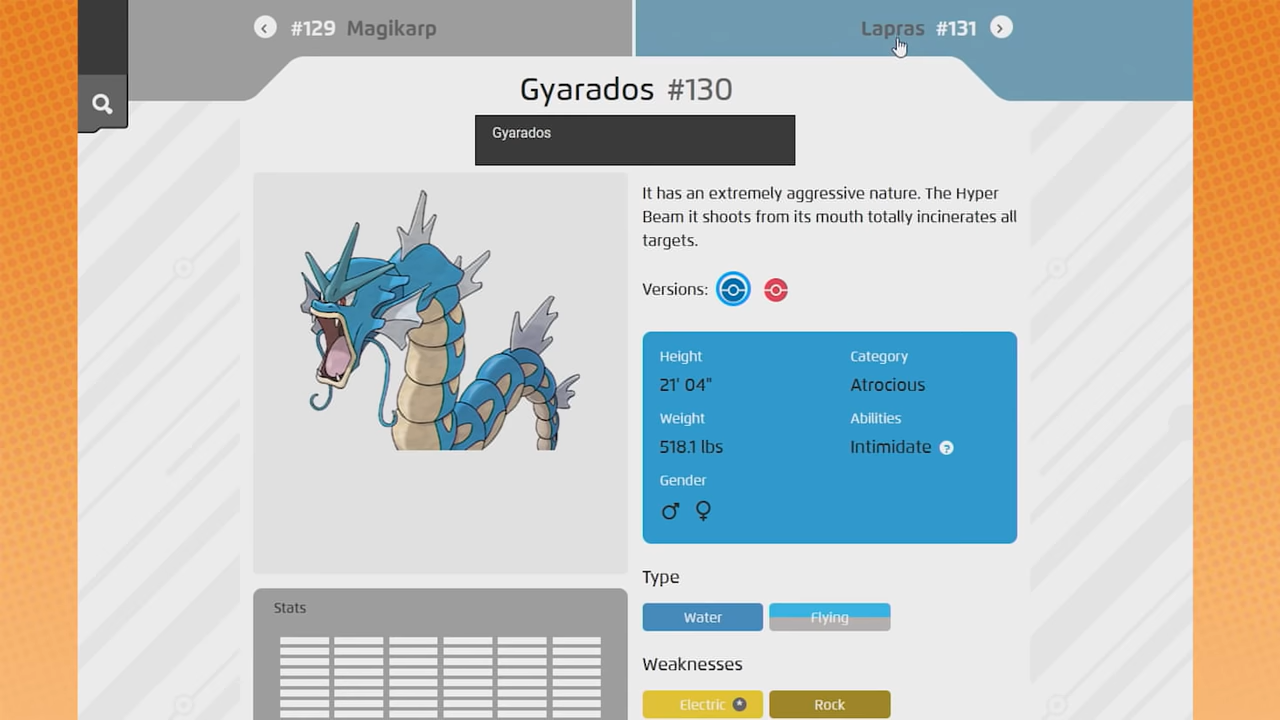 #129 Magikarp
Lapras #131
Gyarados #130
Gyarados
It has an extremely aggressive nature. The Hyper
Beam it shoots from its mouth totally incinerates all
targets.
Versions:
Height
21' 04"
Category
Atrocious
Weight
518.1 lbs
Abilities
Intimidate ?
Gender
Type
Water
Flying
Weaknesses
Electric *
Rock
Stats